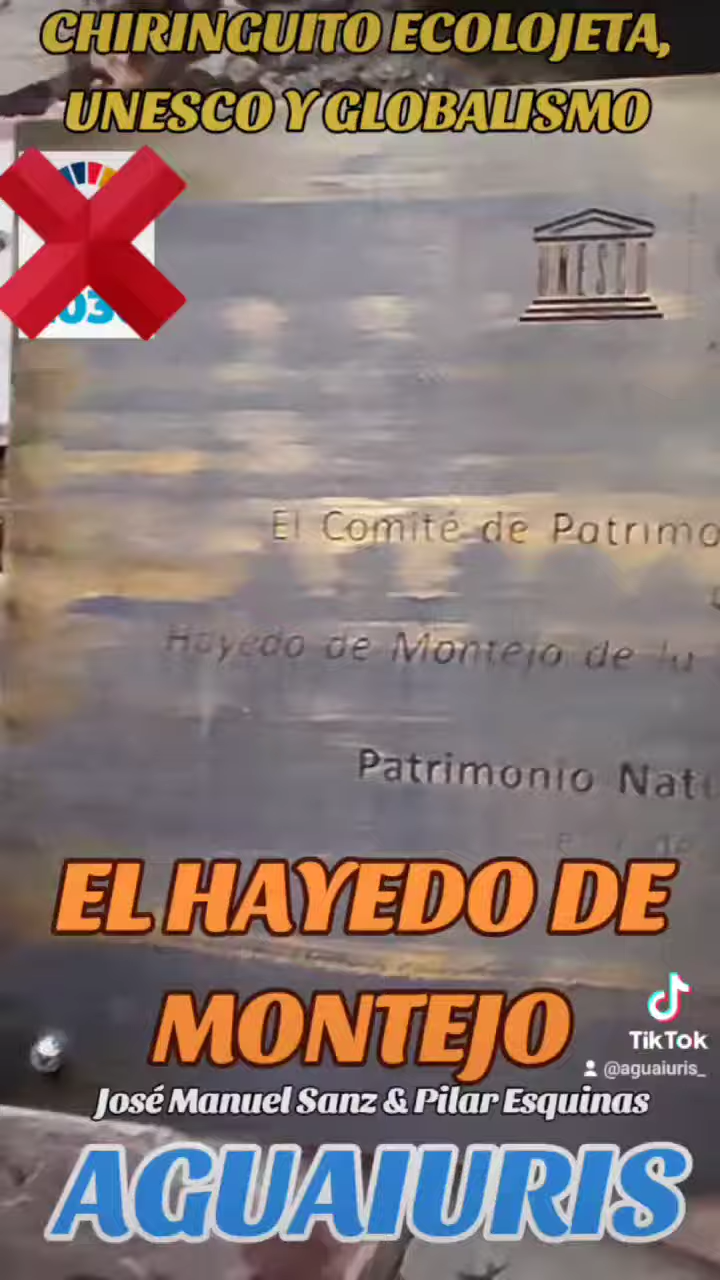 CHIRINGUITO ECOLOJETA,
UNESCO Y GLOBALISMO
UNESCO
El Comité de Patrimo
Hayedo de Montejo de la
Patrimonio Nat
EL HAYEDO DE
MONTEJO
TikTok
@aguaiuris_
José Manuel Sanz & Pilar Esquinas
AGUAIURIS